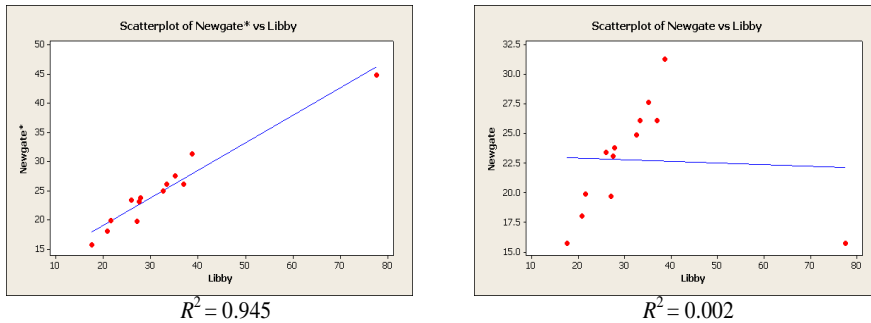 Scatterplot of Newgate* vs Libby
50
45
40
35
30
25
20
15
Newgate*
10 20 30 40 50 60 70 80
Libby
R² = 0.945
Scatterplot of Newgate vs Libby
32.5
30.0
27.5
25.0
22.5
20.0
17.5
15.0
Newgate
10 20 30 40 50 60 70 80
Libby
R² = 0.002